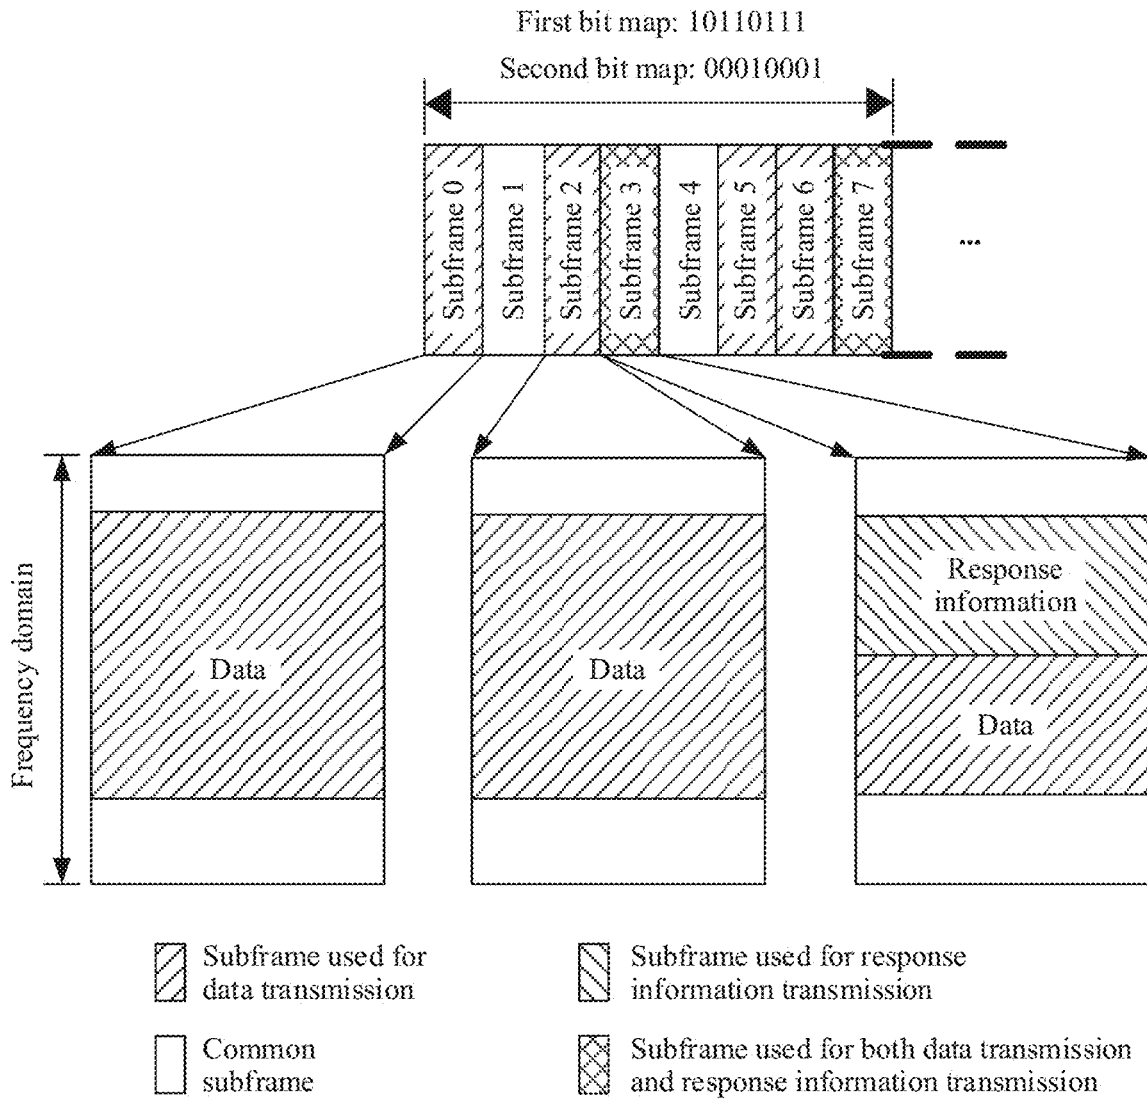 First bit map: 10110111
Second bit map: 00010001
Subframe 0
Subframe 1
Subframe 2
Subframe 3
Subframe 4
Subframe 5
Subframe 6
Subframe 7
...
Frequency domain
Data
Data
Response
information
Data
Subframe used for
data transmission
Subframe used for response
information transmission
Common
subframe
Subframe used for both data transmission
and response information transmission